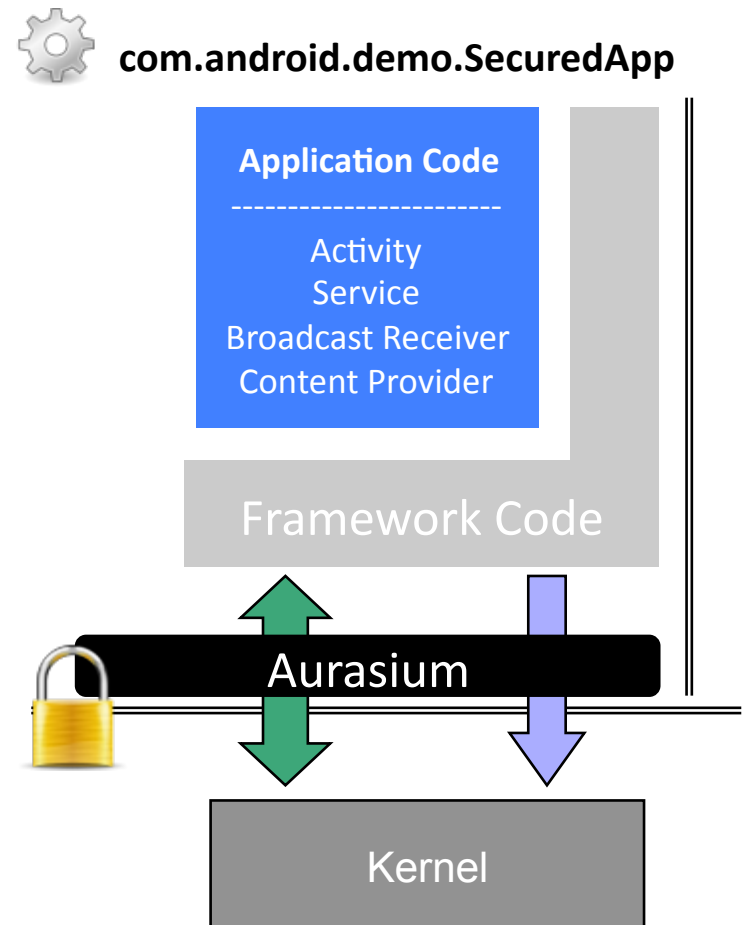 com.android.demo.SecuredApp
Application Code
------------------------
Activity
Service
Broadcast Receiver
Content Provider
Framework Code
Aurasium
Kernel